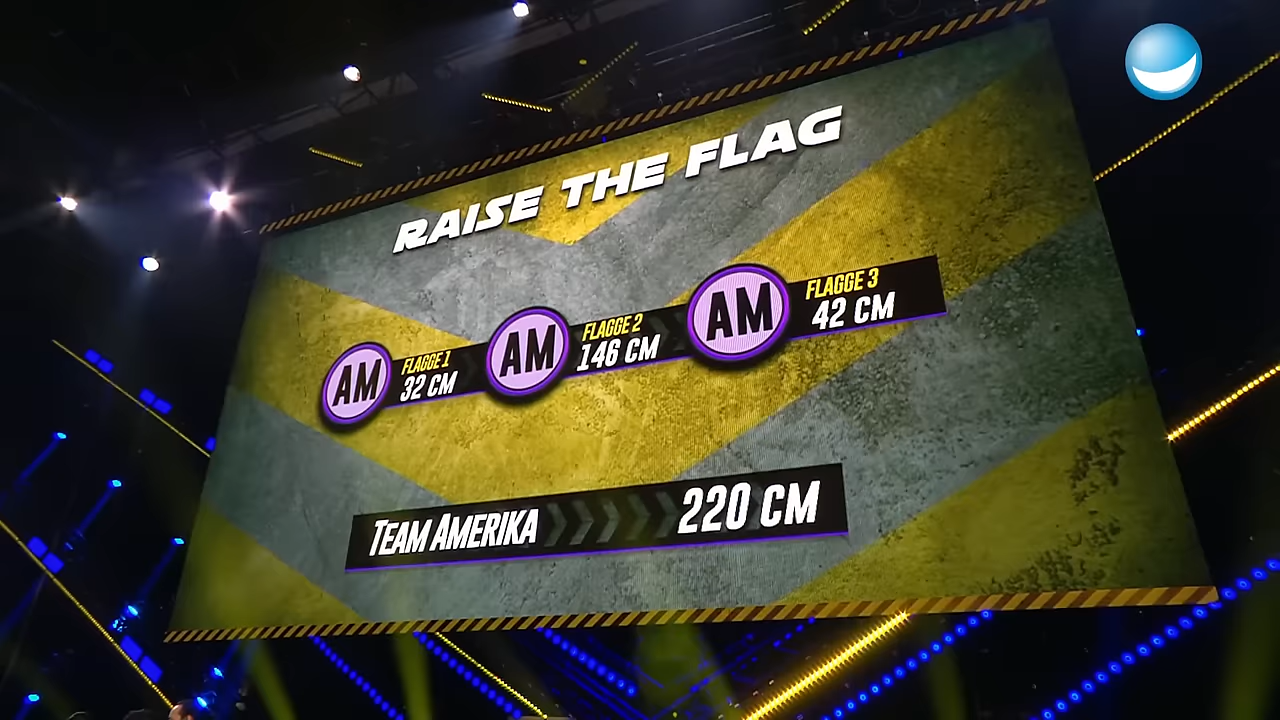 RAISE THE FLAG
AM FLAGGE 1 32 CM
AM FLAGGE 2 146 CM
AM FLAGGE 3 42 CM
TEAM AMERIKA 220 CM